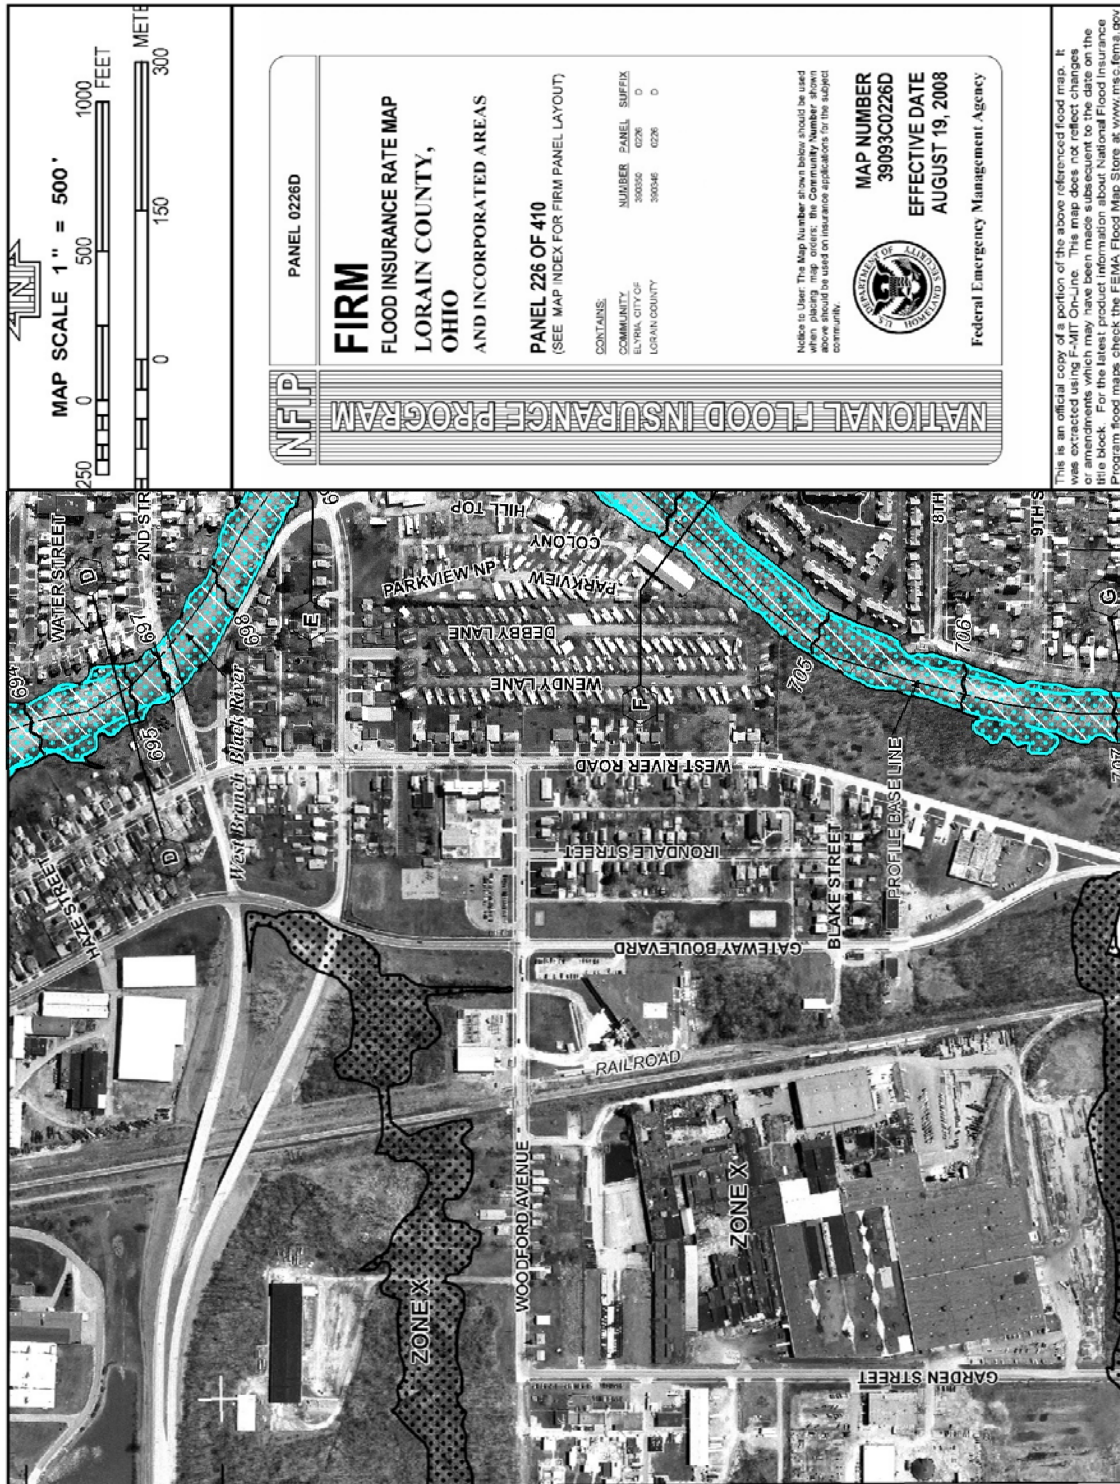 MAP SCALE 1" = 500'
250 0 500 1000
FEET
0 150 300
METE
NFIP
PANEL 0226D
NATIONAL FLOOD INSURANCE PROGRAM
FIRM
FLOOD INSURANCE RATE MAP
LORAIN COUNTY,
OHIO
AND INCORPORATED AREAS
PANEL 226 OF 410
(SEE MAP INDEX FOR FIRM PANEL LAYOUT)
CONTAINS:
COMMUNITY NUMBER PANEL SUFFIX
ELYRIA, CITY OF 390350 0226 D
LORAIN COUNTY 390346 0226 D
Notice to User: The Map Number shown below should be used
when placing map orders; the Community Number shown
above should be used on insurance applications for the subject
community.
U.S. DEPARTMENT OF HOMELAND SECURITY
MAP NUMBER
39093C0226D
EFFECTIVE DATE
AUGUST 19, 2008
Federal Emergency Management Agency
This is an official copy of a portion of the above referenced flood map. It
was extracted using F-MIT On-Line. This map does not reflect changes
or amendments which may have been made subsequent to the date on the
title block. For the latest product information about National Flood Insurance
Program flood maps check the FEMA Flood Map Store at www.msc.fema.gov
WATER STREET
D
2ND STR
697
695
698
West Branch Black River
HAZE STREET
D
E
HILL TOP
COLONY
PARKVIEW NP
PARKVIEW
DEBBY LANE
WENDY LANE
F
WEST RIVER ROAD
IRONDALE STREET
GATEWAY BOULEVARD
BLAKE STREET
PROFILE BASE LINE
705
706
8TH
9TH S
G
RAILROAD
WOODFORD AVENUE
ZONE X
ZONE X
GARDEN STREET